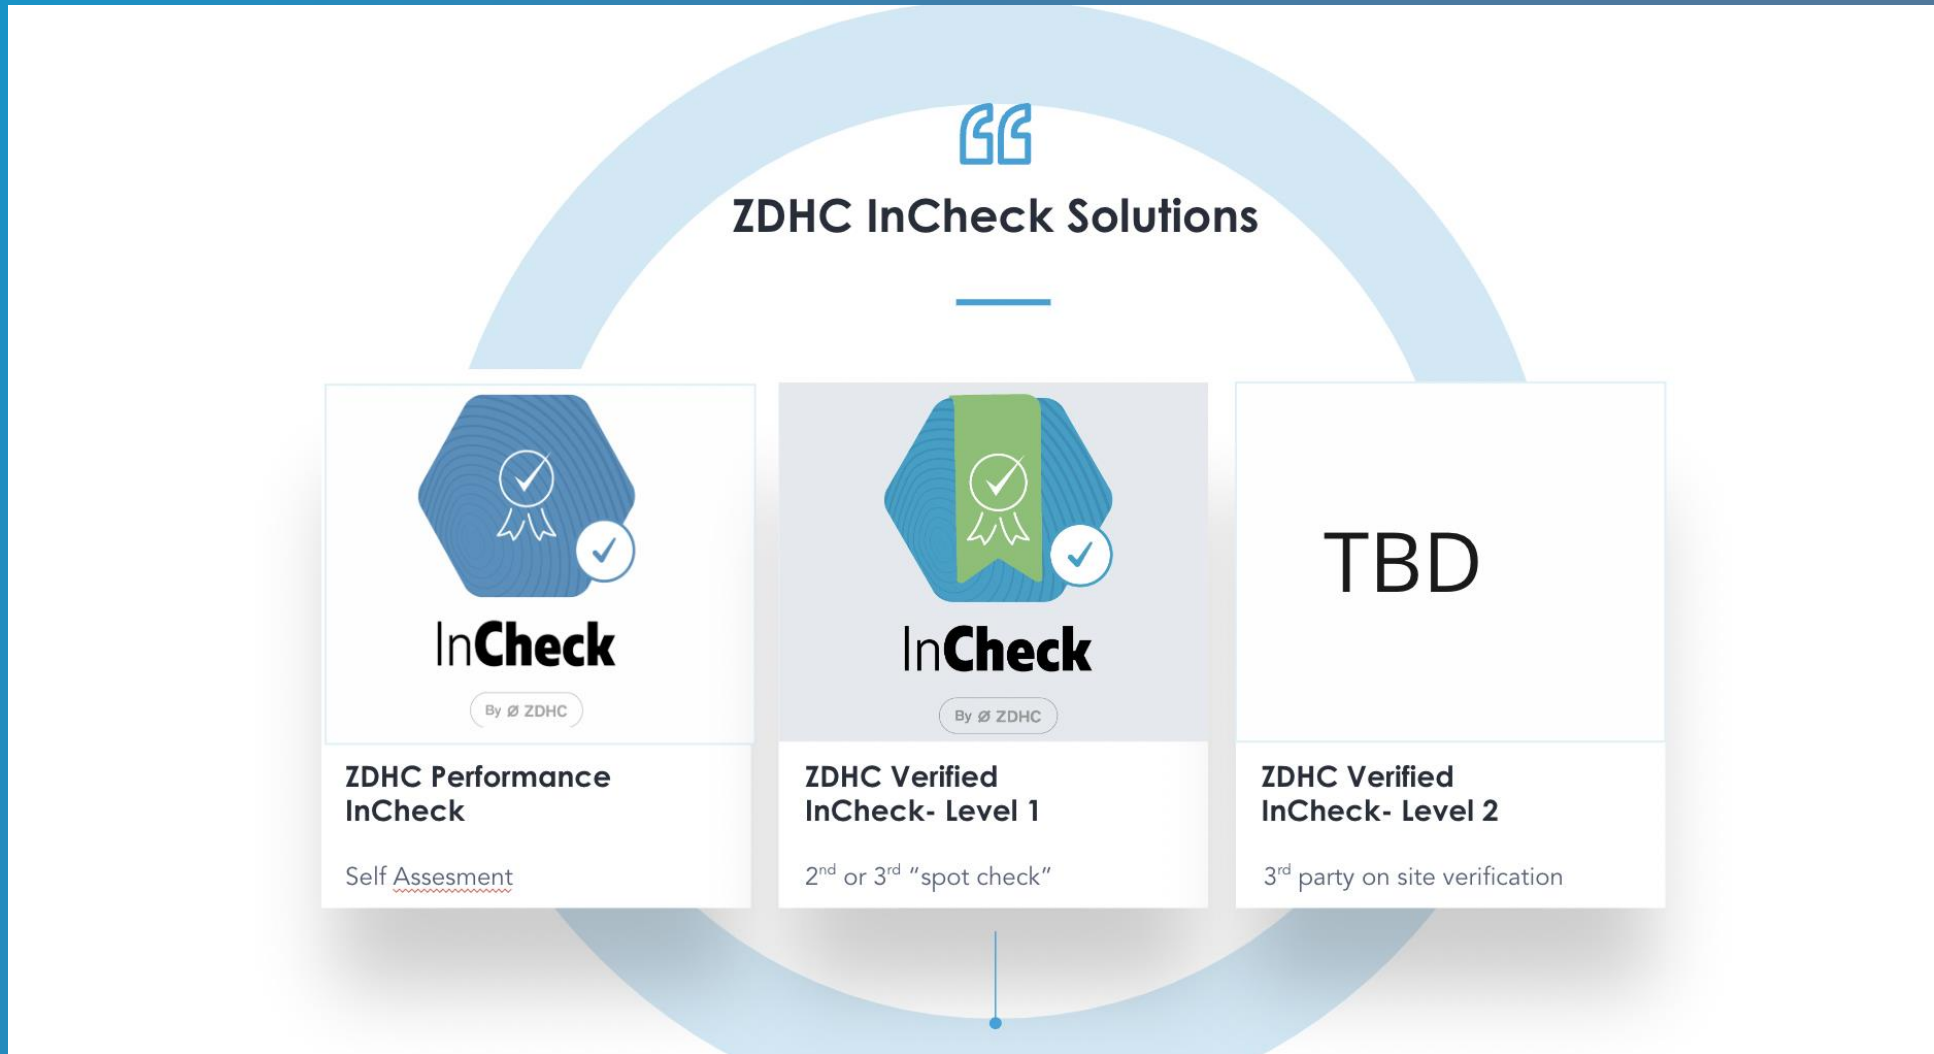 ZDHC InCheck Solutions
InCheck
By Ø ZDHC
ZDHC Performance
InCheck
Self Assesment
InCheck
By Ø ZDHC
ZDHC Verified
InCheck- Level 1
2nd or 3rd “spot check”
TBD
ZDHC Verified
InCheck- Level 2
3rd party on site verification